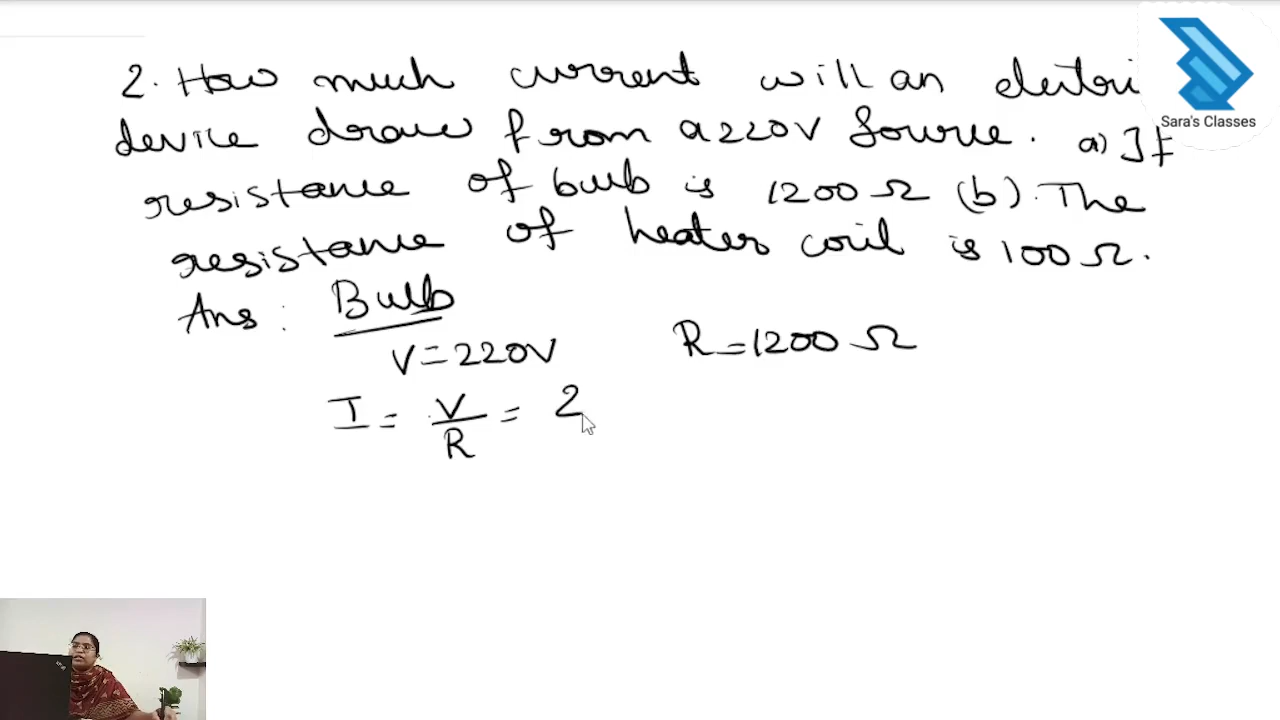 2. How much current will an electri
Sara's Classes
device draw from a 220V source. a) If
resistance of bulb is 1200 Ω (b). The
resistance of heater coil is 100 Ω.
Ans: Bulb
V = 220V R = 1200 Ω
I = V/R = 2